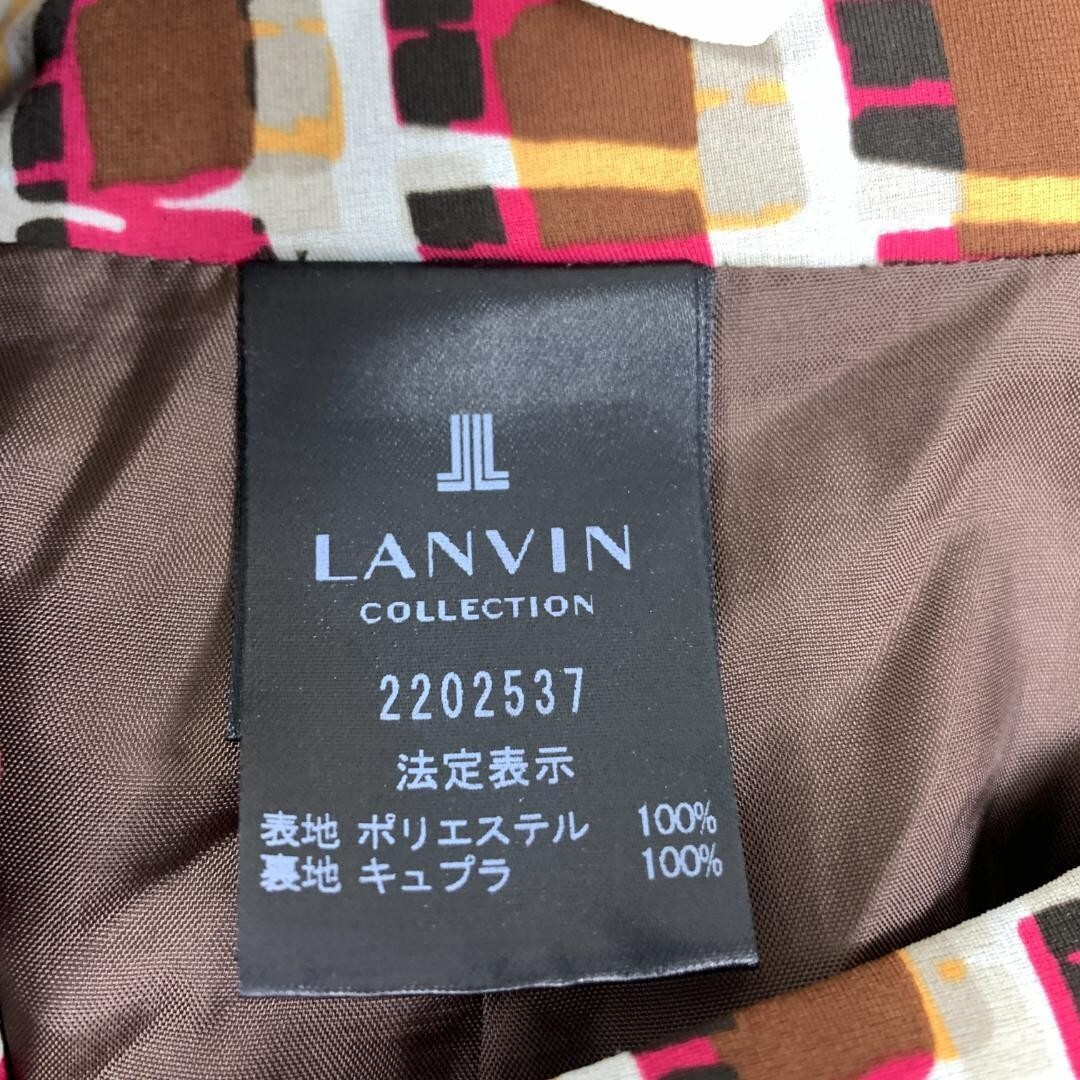 LANVIN
COLLECTION
2202537
法定表示
表地 ポリエステル 100%
裏地 キュプラ 100%